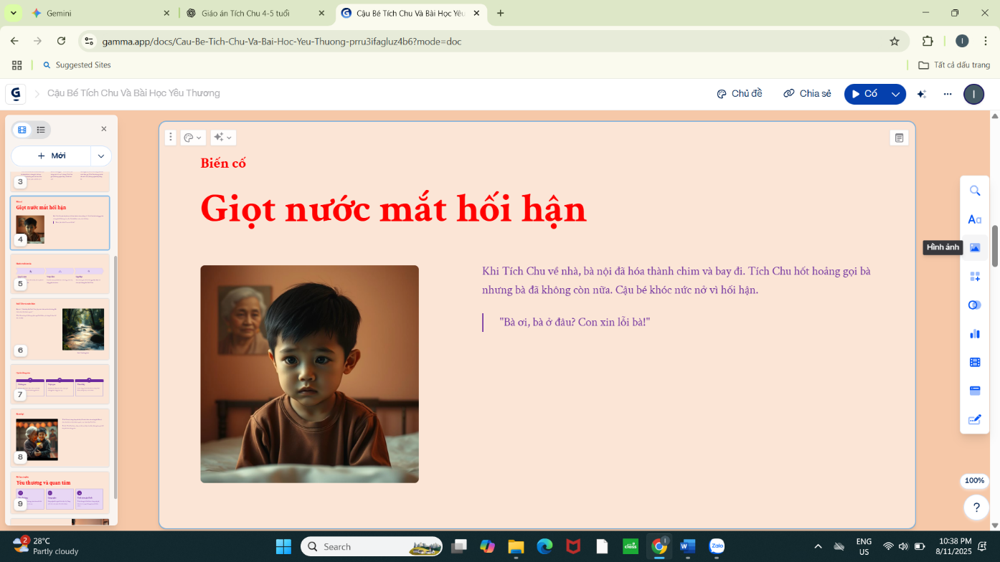 Gemini
Giáo án Tích Chu 4-5 tuổi
Cậu Bé Tích Chu Và Bài Học Yêu
gamma.app/docs/Cau-Be-Tich-Chu-Va-Bai-Hoc-Yeu-Thuong-prru3ifagluz4b6?mode=doc
I
Suggested Sites
Tất cả dấu trang
Cậu Bé Tích Chu Và Bài Học Yêu Thương
Chủ đề
Chia sẻ
Có
I
Mới
3
Giọt nước mắt hối hận
4
5
6
7
8
Yêu thương và quan tâm
9
Biến cố
Giọt nước mắt hối hận
Khi Tích Chu về nhà, bà nội đã hóa thành chim và bay đi. Tích Chu hốt hoảng gọi bà
nhưng bà đã không còn nữa. Cậu bé khóc nức nở vì hối hận.
"Bà ơi, bà ở đâu? Con xin lỗi bà!"
Aa
Hình ảnh
100%
?
2
28°C
Partly cloudy
Search
class
W
Zalo
ENG
US
10:38 PM
8/11/2025